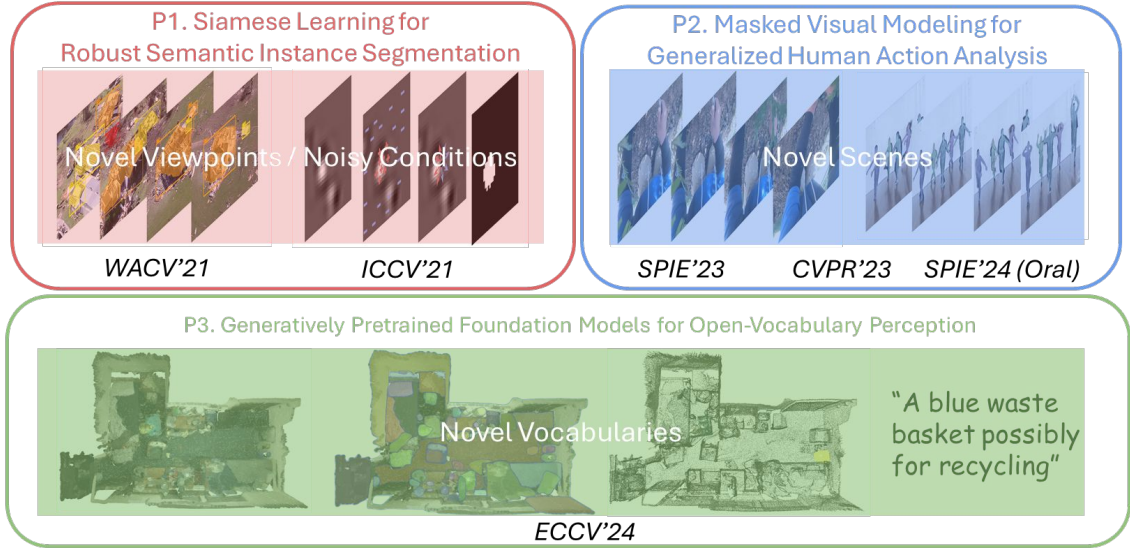 P1. Siamese Learning for
Robust Semantic Instance Segmentation
Novel Viewpoints / Noisy Conditions
WACV'21
ICCV'21
P2. Masked Visual Modeling for
Generalized Human Action Analysis
Novel Scenes
SPIE'23
CVPR'23
SPIE'24 (Oral)
P3. Generatively Pretrained Foundation Models for Open-Vocabulary Perception
Novel Vocabularies
“A blue waste
basket possibly
for recycling”
ECCV'24